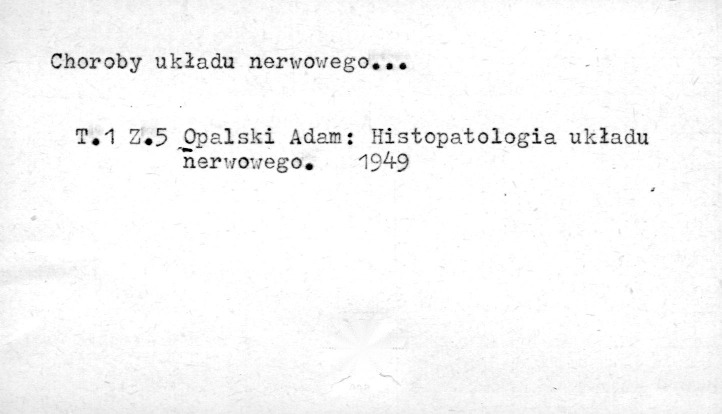 Choroby układu nerwowego...
T.1 Z.5 Opalski Adam: Histopatologia układu
nerwowego. 1949